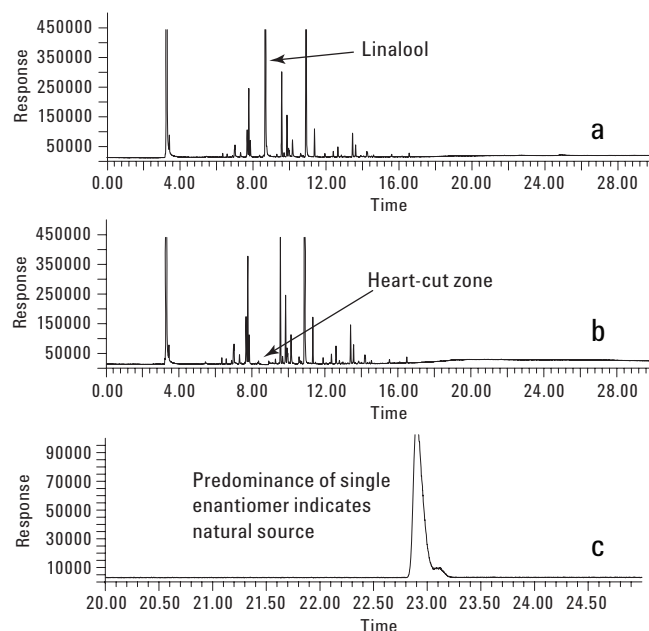 450000
350000
250000
150000
50000
Response
Linalool
a
0.00 4.00 8.00 12.00 16.00 20.00 24.00 28.00
Time
450000
350000
250000
150000
50000
Response
Heart-cut zone
b
0.00 4.00 8.00 12.00 16.00 20.00 24.00 28.00
Time
90000
70000
50000
30000
10000
Response
Predominance of single
enantiomer indicates
natural source
c
20.00 20.50 21.00 21.50 22.00 22.50 23.00 23.50 24.00 24.50
Time